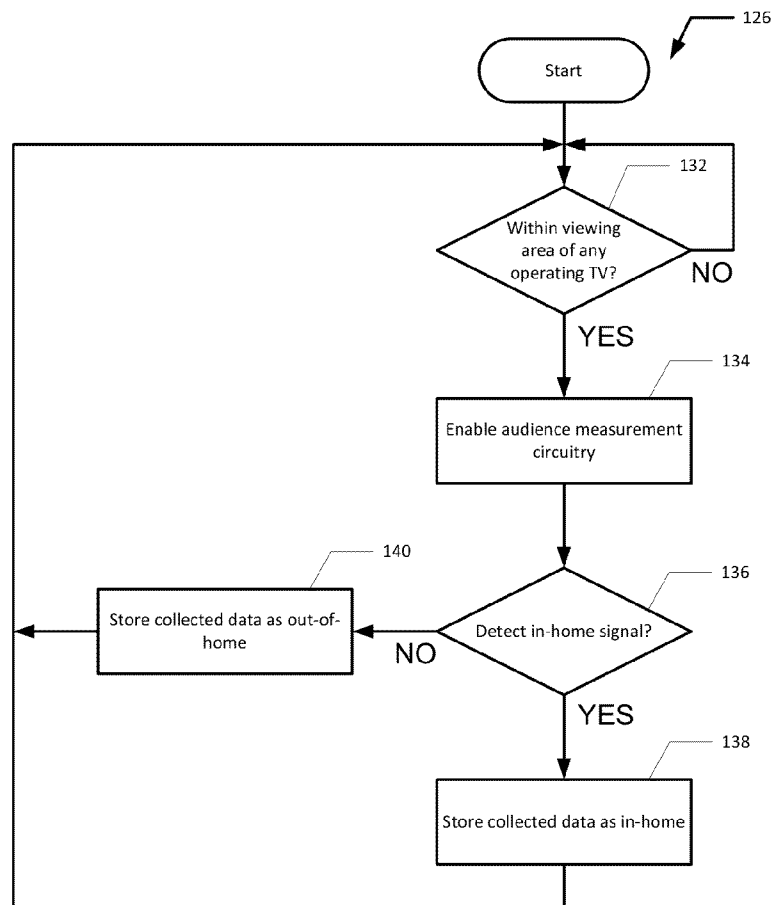 126
Start
132
Within viewing
area of any
operating TV?
NO
YES
134
Enable audience measurement
circuitry
140
Store collected data as out-of-
home
136
Detect in-home signal?
NO
YES
138
Store collected data as in-home